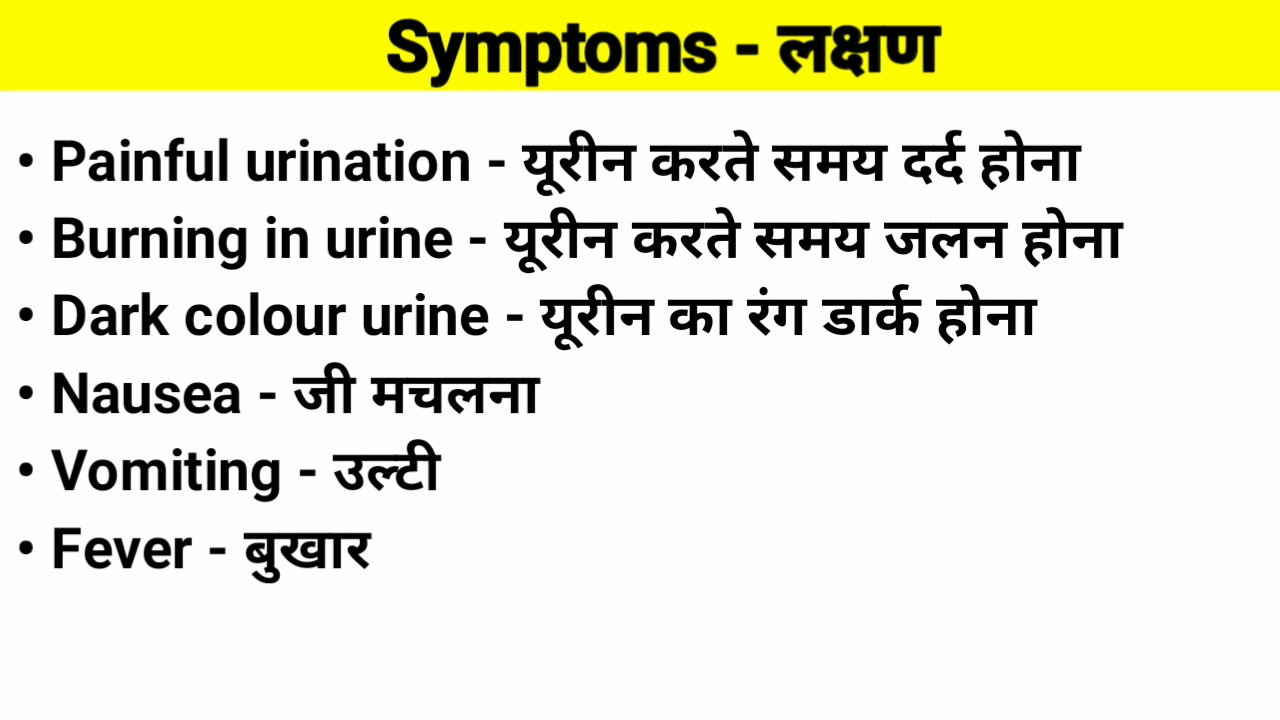 Symptoms - लक्षण
• Painful urination - यूरीन करते समय दर्द होना
• Burning in urine - यूरीन करते समय जलन होना
• Dark colour urine - यूरीन का रंग डार्क होना
• Nausea - जी मचलना
• Vomiting - उल्टी
• Fever - बुखार